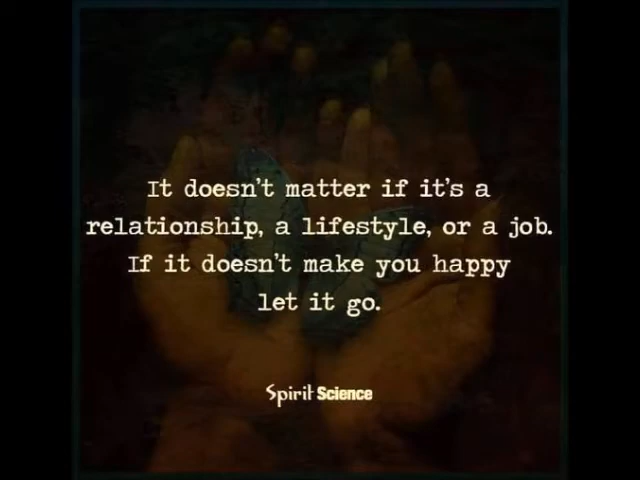 It doesn't matter if it's a
relationship, a lifestyle, or a job.
If it doesn't make you happy
let it go.
Spirit Science